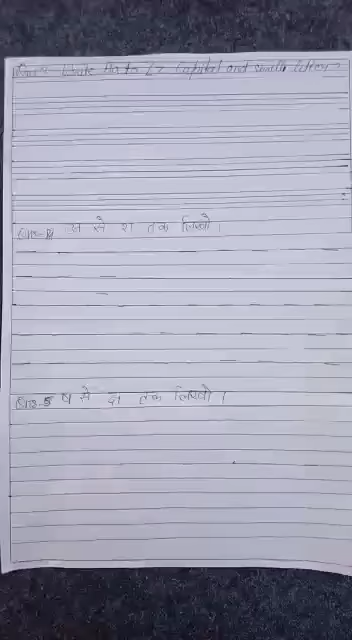 Write A to Z Capital and small letters
से श तक लिखो।
Que-5 ष से ज्ञ तक लिखो।